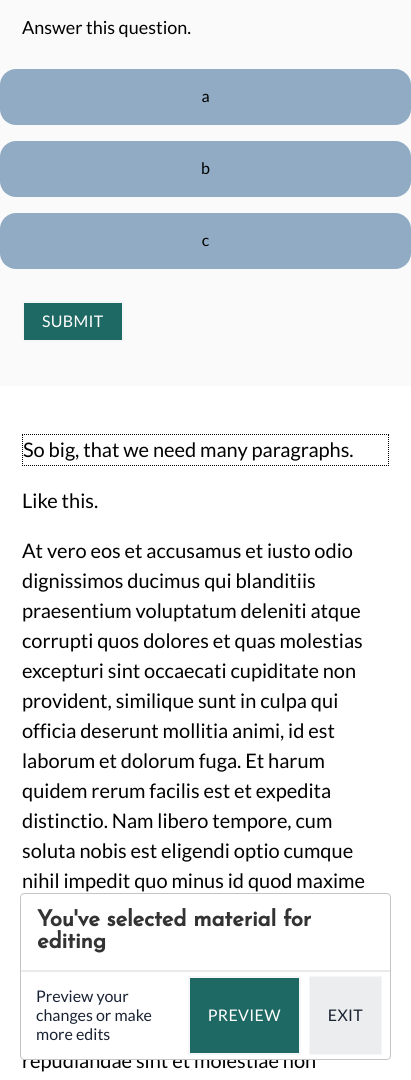 Answer this question.
a
b
c
SUBMIT
So big, that we need many paragraphs.
Like this.
At vero eos et accusamus et iusto odio
dignissimos ducimus qui blanditiis
praesentium voluptatum deleniti atque
corrupti quos dolores et quas molestias
excepturi sint occaecati cupiditate non
provident, similique sunt in culpa qui
officia deserunt mollitia animi, id est
laborum et dolorum fuga. Et harum
quidem rerum facilis est et expedita
distinctio. Nam libero tempore, cum
soluta nobis est eligendi optio cumque
nihil impedit quo minus id quod maxime
You've selected material for
editing
Preview your
changes or make
more edits
PREVIEW
EXIT
repudiandae sint et molestiae non